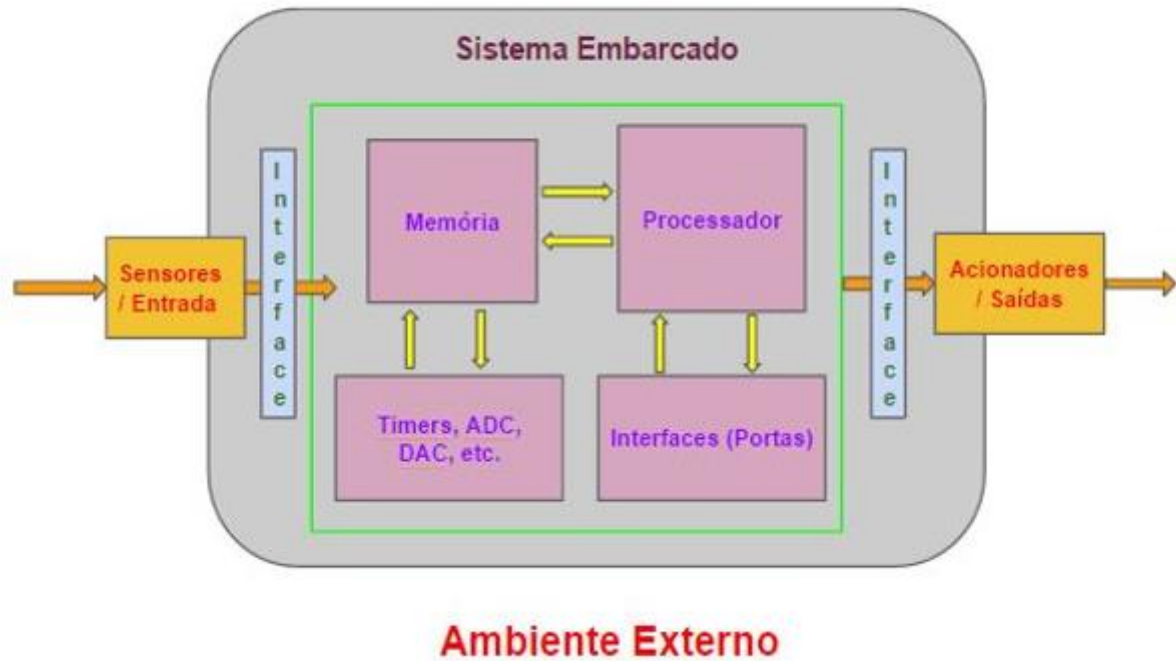 Sistema Embarcado
Interface
Memória
Processador
Interface
Sensores
/ Entrada
Acionadores
/ Saídas
Timers, ADC,
DAC, etc.
Interfaces (Portas)
Ambiente Externo